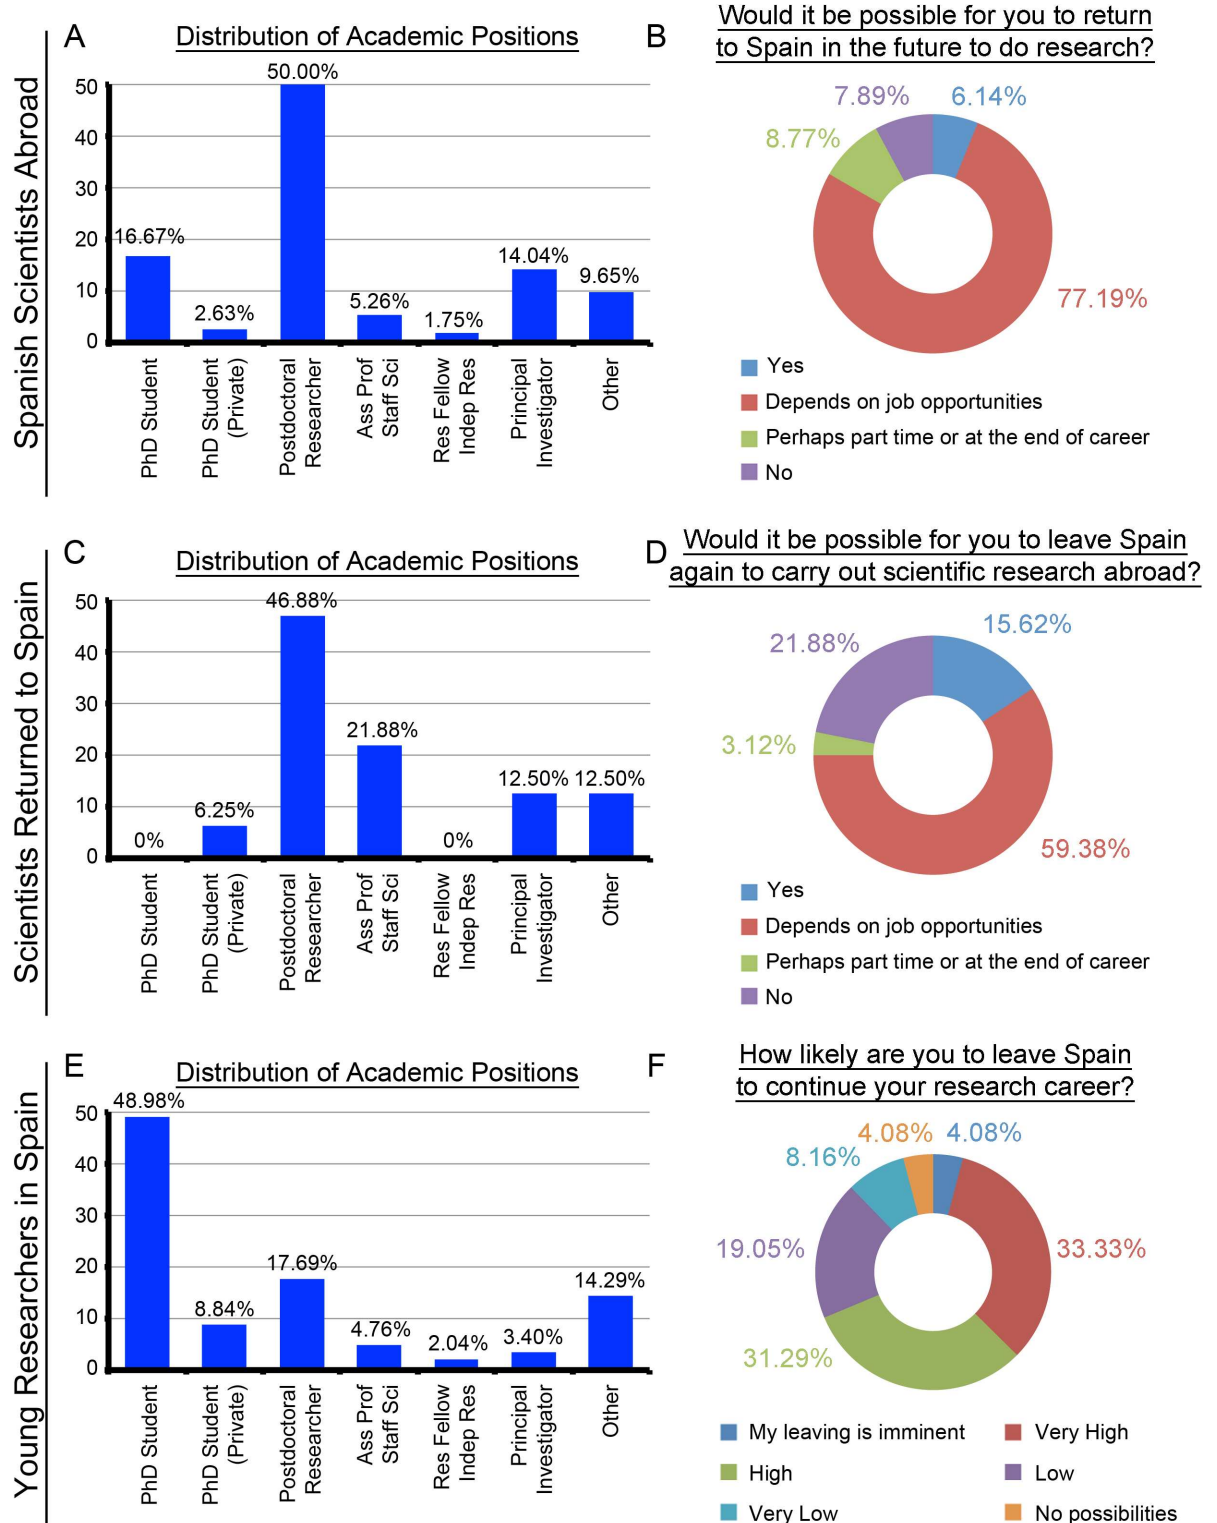 Spanish Scientists Abroad
A
Distribution of Academic Positions
50
40
30
20
10
0
16.67%
2.63%
50.00%
5.26%
1.75%
14.04%
9.65%
PhD Student
PhD Student
(Private)
Postdoctoral
Researcher
Ass Prof
Staff Sci
Res Fellow
Indep Res
Principal
Investigator
Other
B
Would it be possible for you to return
to Spain in the future to do research?
7.89%
6.14%
8.77%
77.19%
Yes
Depends on job opportunities
Perhaps part time or at the end of career
No
Scientists Returned to Spain
C
Distribution of Academic Positions
50
40
30
20
10
0
0%
6.25%
46.88%
21.88%
0%
12.50%
12.50%
PhD Student
PhD Student
(Private)
Postdoctoral
Researcher
Ass Prof
Staff Sci
Res Fellow
Indep Res
Principal
Investigator
Other
D
Would it be possible for you to leave Spain
again to carry out scientific research abroad?
21.88%
15.62%
3.12%
59.38%
Yes
Depends on job opportunities
Perhaps part time or at the end of career
No
Young Researchers in Spain
E
Distribution of Academic Positions
50
40
30
20
10
0
48.98%
8.84%
17.69%
4.76%
2.04%
3.40%
14.29%
PhD Student
PhD Student
(Private)
Postdoctoral
Researcher
Ass Prof
Staff Sci
Res Fellow
Indep Res
Principal
Investigator
Other
F
How likely are you to leave Spain
to continue your research career?
4.08%
4.08%
8.16%
19.05%
33.33%
31.29%
My leaving is imminent
Very High
High
Low
Very Low
No possibilities